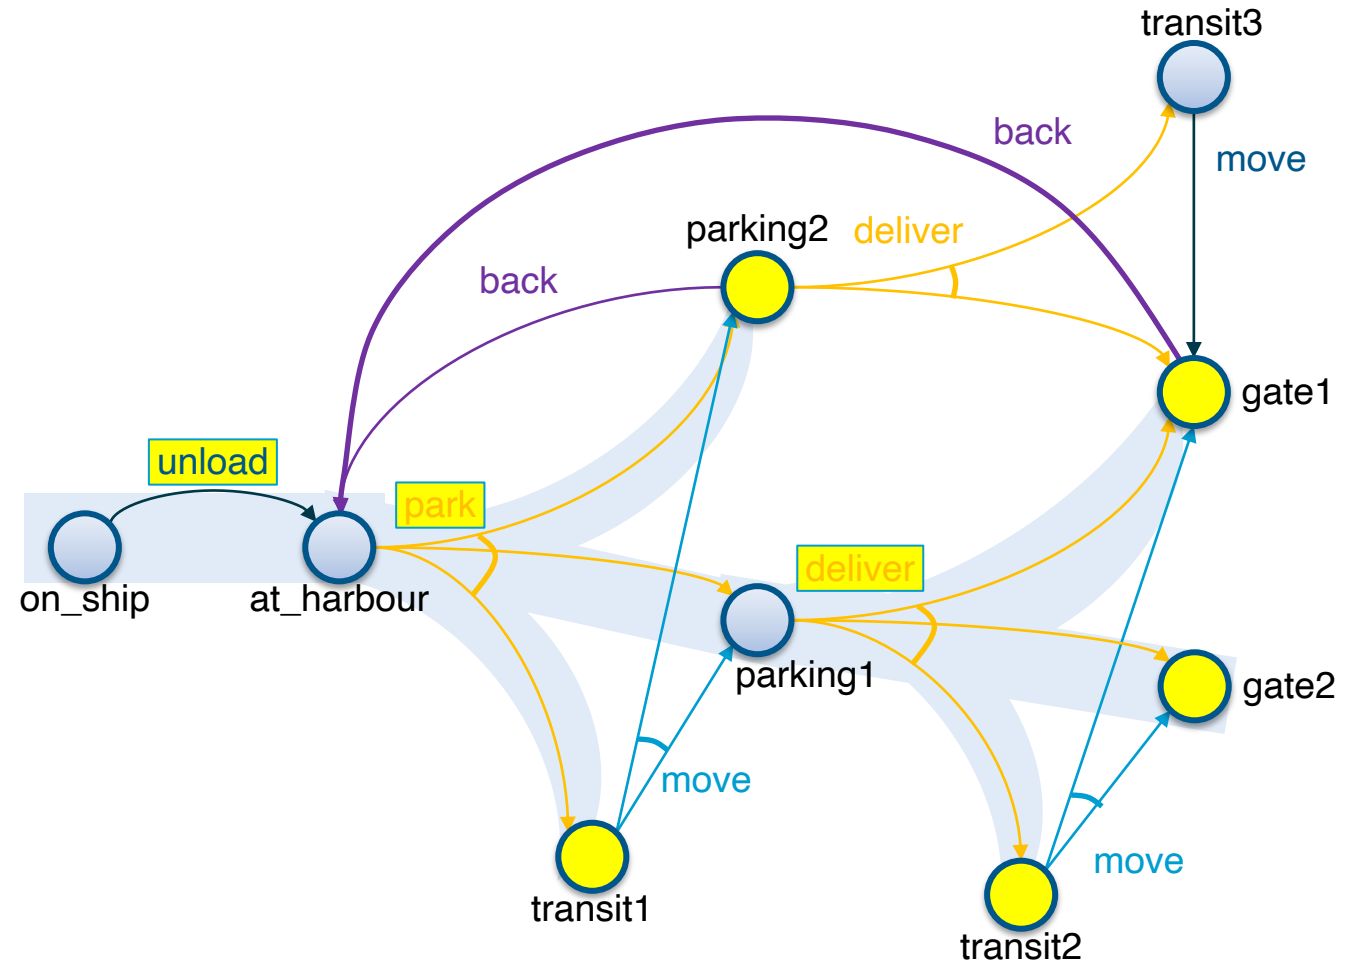 transit3
back
move
parking2
deliver
back
gate1
unload
park
deliver
on_ship
at_harbour
parking1
gate2
move
move
transit1
transit2